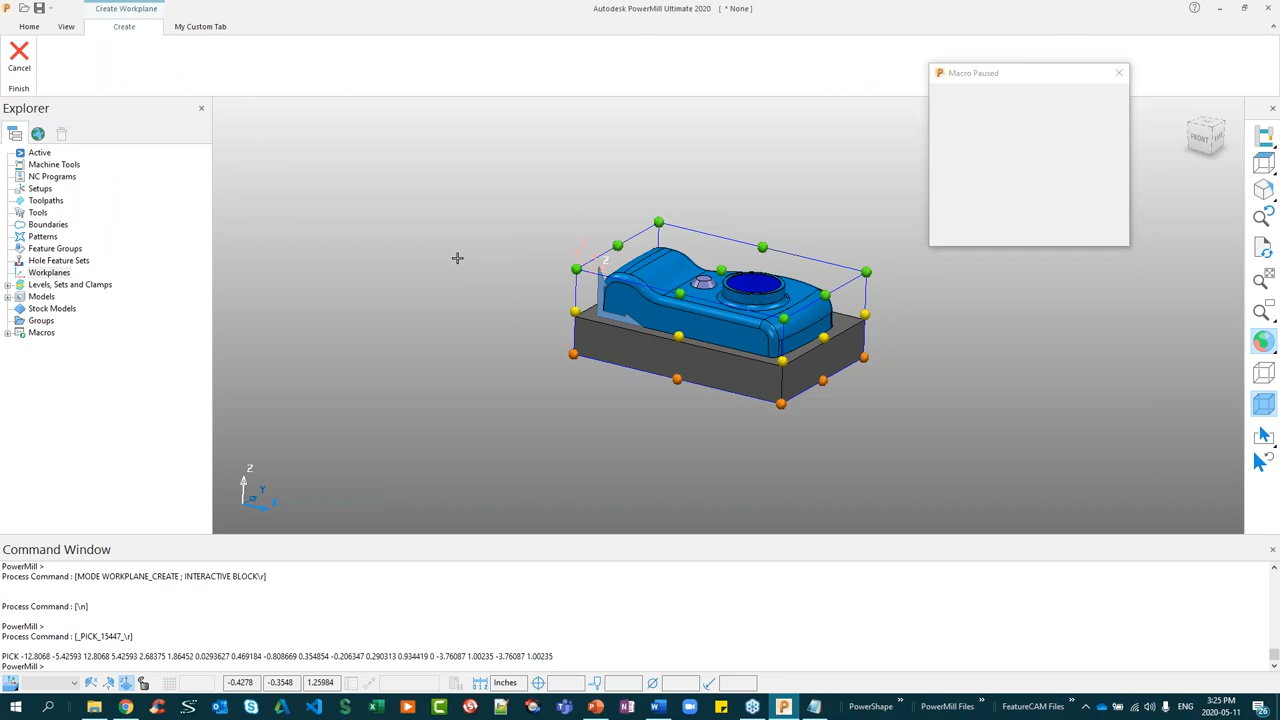 Create Workplane
Autodesk PowerMill Ultimate 2020 [ * None ]
Home
View
Create
My Custom Tab
Cancel
Finish
Macro Paused
Explorer
Active
Machine Tools
NC Programs
Setups
Toolpaths
Tools
Boundaries
Patterns
Feature Groups
Hole Feature Sets
Workplanes
Levels, Sets and Clamps
Models
Stock Models
Groups
Macros
FRONT
Z
Z
Y
X
Command Window
PowerMill >
Process Command : [MODE WORKPLANE_CREATE ; INTERACTIVE BLOCK\r]
Process Command : [\n]
PowerMill >
Process Command : [_PICK_15447_\r]
PICK -12.8068 -5.42593 12.8068 5.42593 2.68375 1.86452 0.0293627 0.469184 -0.808669 0.354854 -0.206347 0.290313 0.934419 0 -3.76087 1.00235 -3.76087 1.00235
PowerMill >
-0.4278
-0.3548
1.25984
Inches
PowerShape
PowerMill Files
FeatureCAM Files
ENG
3:25 PM
2020-05-11
26